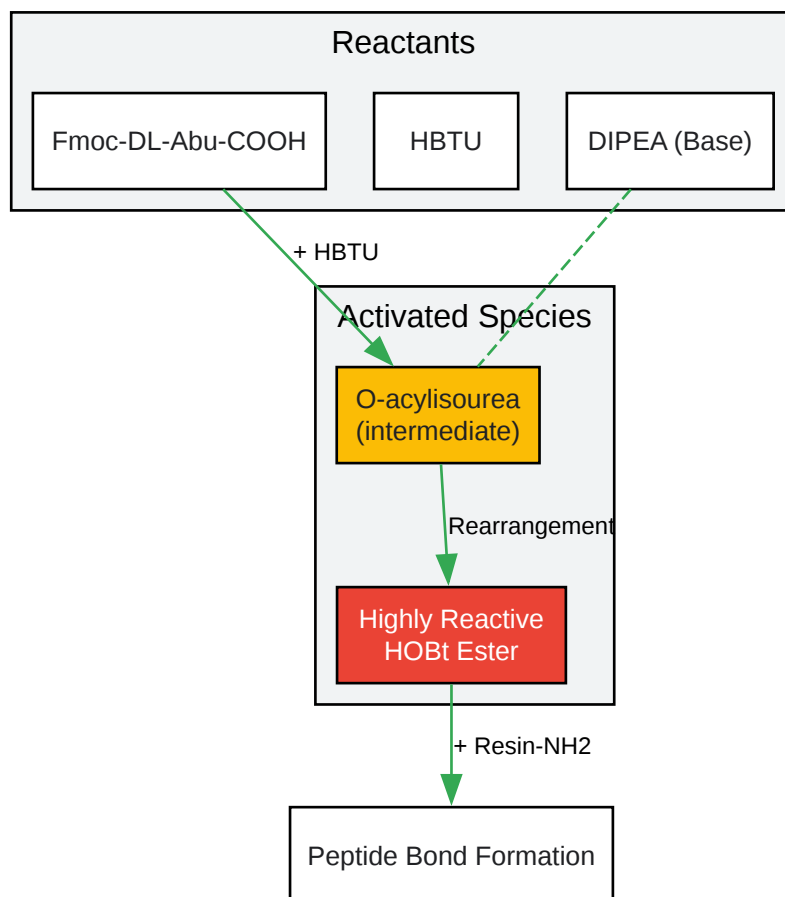 Reactants
Fmoc-DL-Abu-COOH
HBTU
DIPEA (Base)
+ HBTU
Activated Species
O-acylisourea
(intermediate)
Rearrangement
Highly Reactive
HOBt Ester
+ Resin-NH2
Peptide Bond Formation